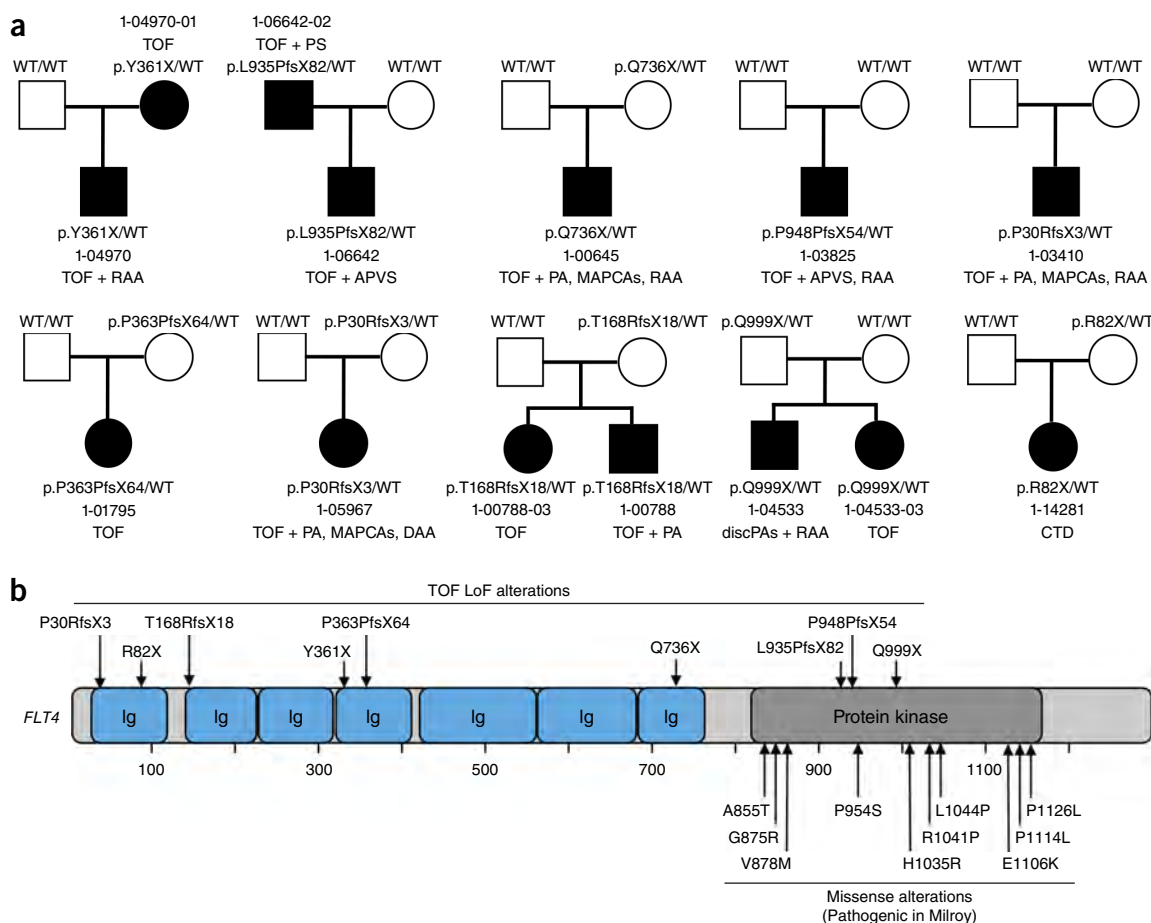 a
1-04970-01
TOF
p.Y361X/WT
WT/WT
1-06642-02
TOF + PS
p.L935PfsX82/WT
WT/WT
WT/WT
p.Q736X/WT
WT/WT
WT/WT
WT/WT
WT/WT
p.Y361X/WT
1-04970
TOF + RAA
p.L935PfsX82/WT
1-06642
TOF + APVS
p.Q736X/WT
1-00645
TOF + PA, MAPCAs, RAA
p.P948PfsX54/WT
1-03825
TOF + APVS, RAA
p.P30RfsX3/WT
1-03410
TOF + PA, MAPCAs, RAA
WT/WT
p.P363PfsX64/WT
WT/WT
p.P30RfsX3/WT
WT/WT
p.T168RfsX18/WT
p.Q999X/WT
WT/WT
WT/WT
p.R82X/WT
p.P363PfsX64/WT
1-01795
TOF
p.P30RfsX3/WT
1-05967
TOF + PA, MAPCAs, DAA
p.T168RfsX18/WT
1-00788-03
TOF
p.T168RfsX18/WT
1-00788
TOF + PA
p.Q999X/WT
1-04533
discPAs + RAA
p.Q999X/WT
1-04533-03
TOF
p.R82X/WT
1-14281
CTD
b
TOF LoF alterations
P30RfsX3
T168RfsX18
P363PfsX64
P948PfsX54
R82X
Y361X
Q736X
L935PfsX82
Q999X
FLT4
Ig
Ig
Ig
Ig
Ig
Ig
Ig
Protein kinase
100
300
500
700
900
1100
A855T
P954S
L1044P
P1126L
G875R
R1041P
P1114L
V878M
H1035R
E1106K
Missense alterations
(Pathogenic in Milroy)